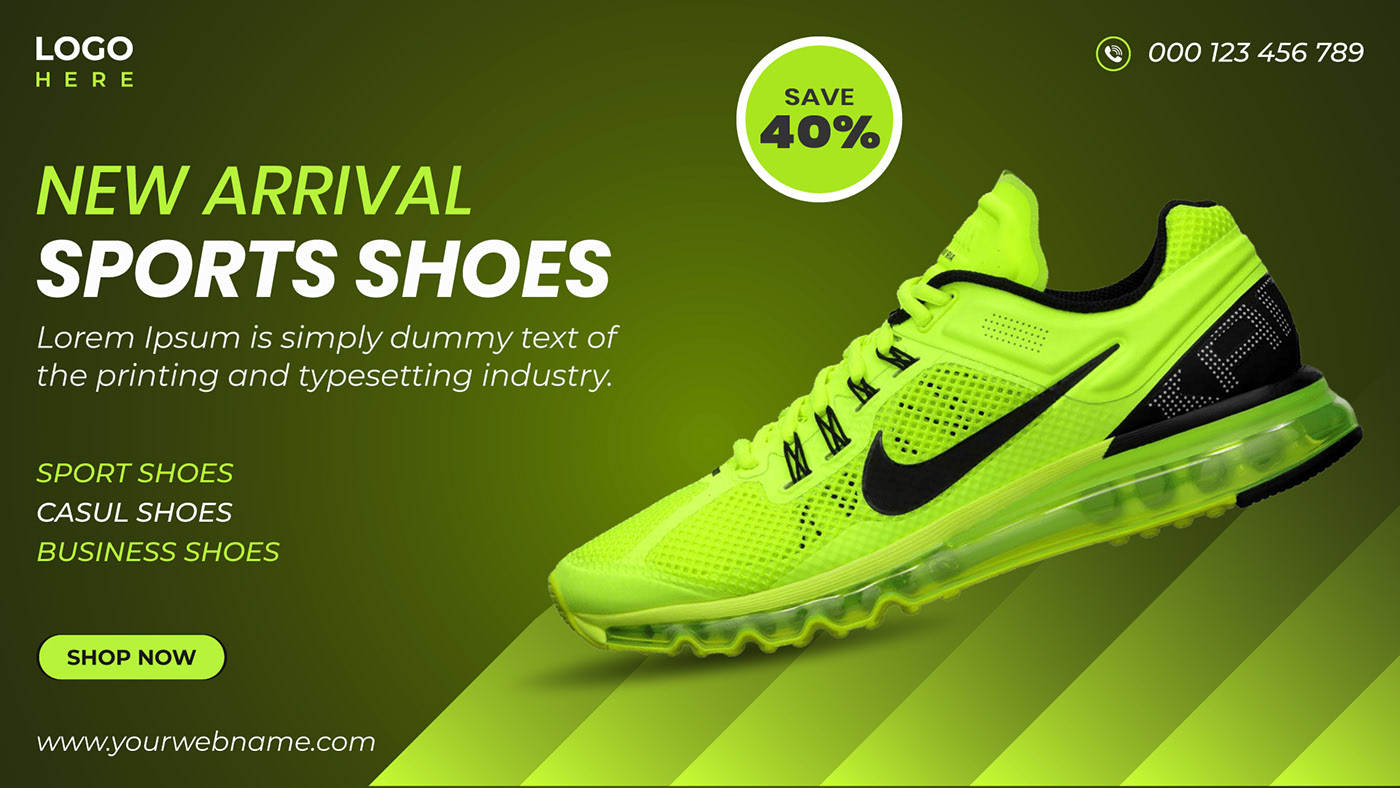 LOGO
HERE
000 123 456 789
SAVE
40%
NEW ARRIVAL
SPORTS SHOES
Lorem Ipsum is simply dummy text of
the printing and typesetting industry.
SPORT SHOES
CASUL SHOES
BUSINESS SHOES
SHOP NOW
www.yourwebname.com